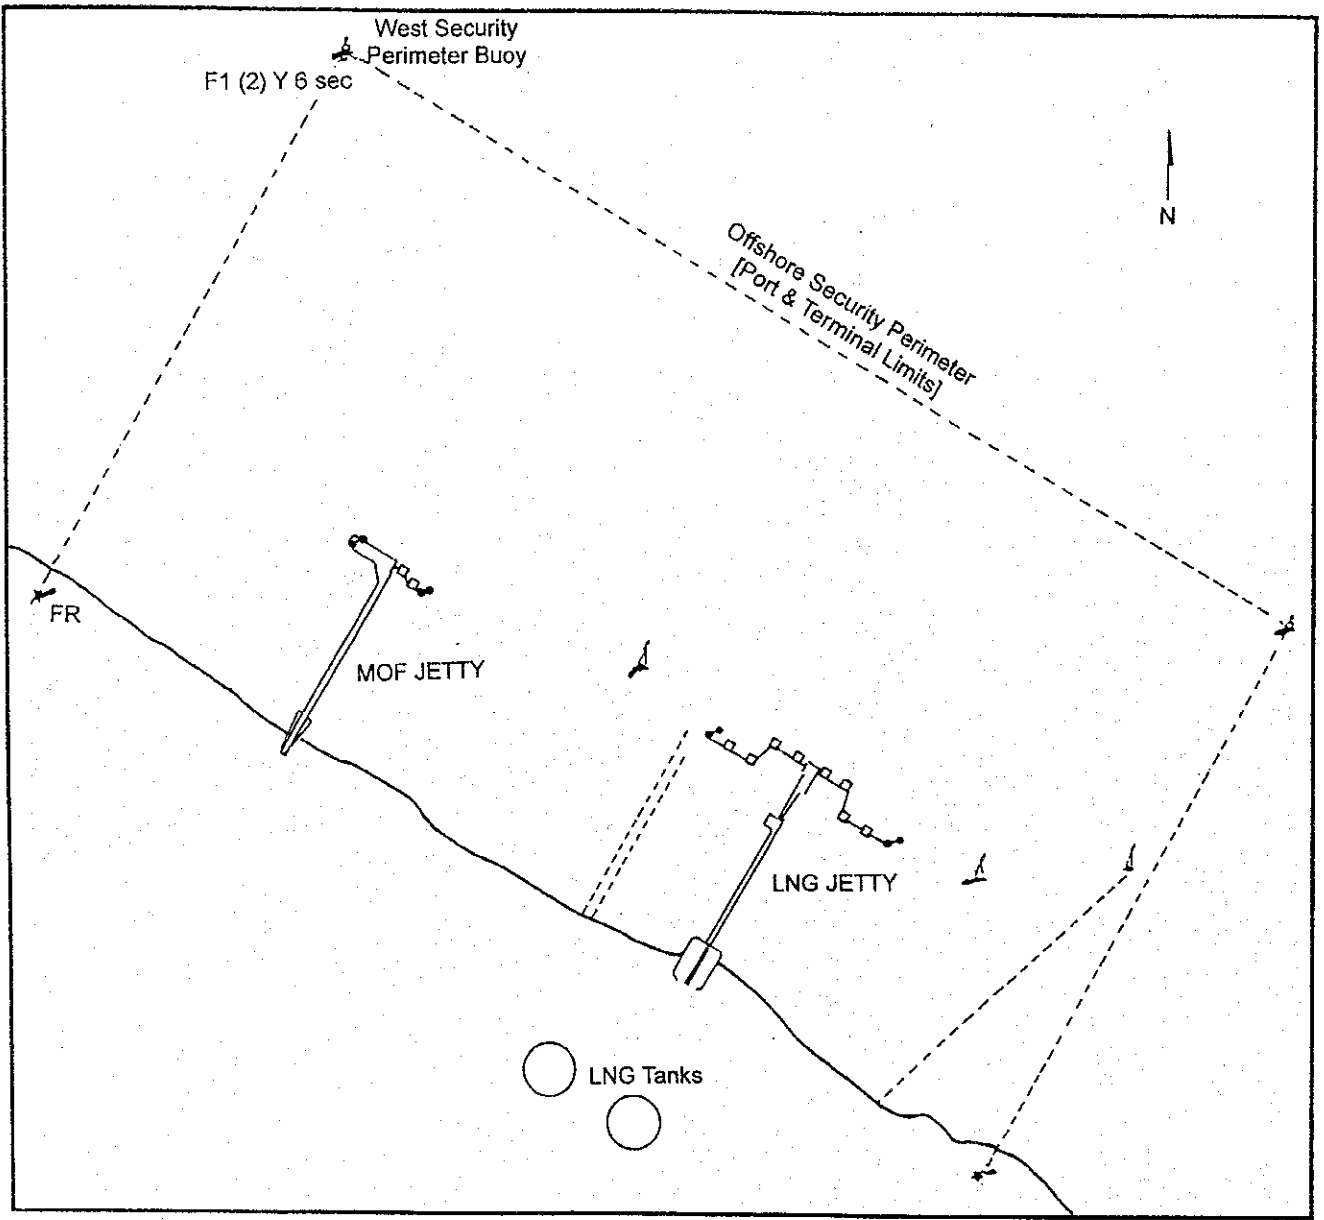 West Security
Perimeter Buoy
F1 (2) Y 6 sec
N
Offshore Security Perimeter
[Port & Terminal Limits]
FR
MOF JETTY
LNG JETTY
LNG Tanks